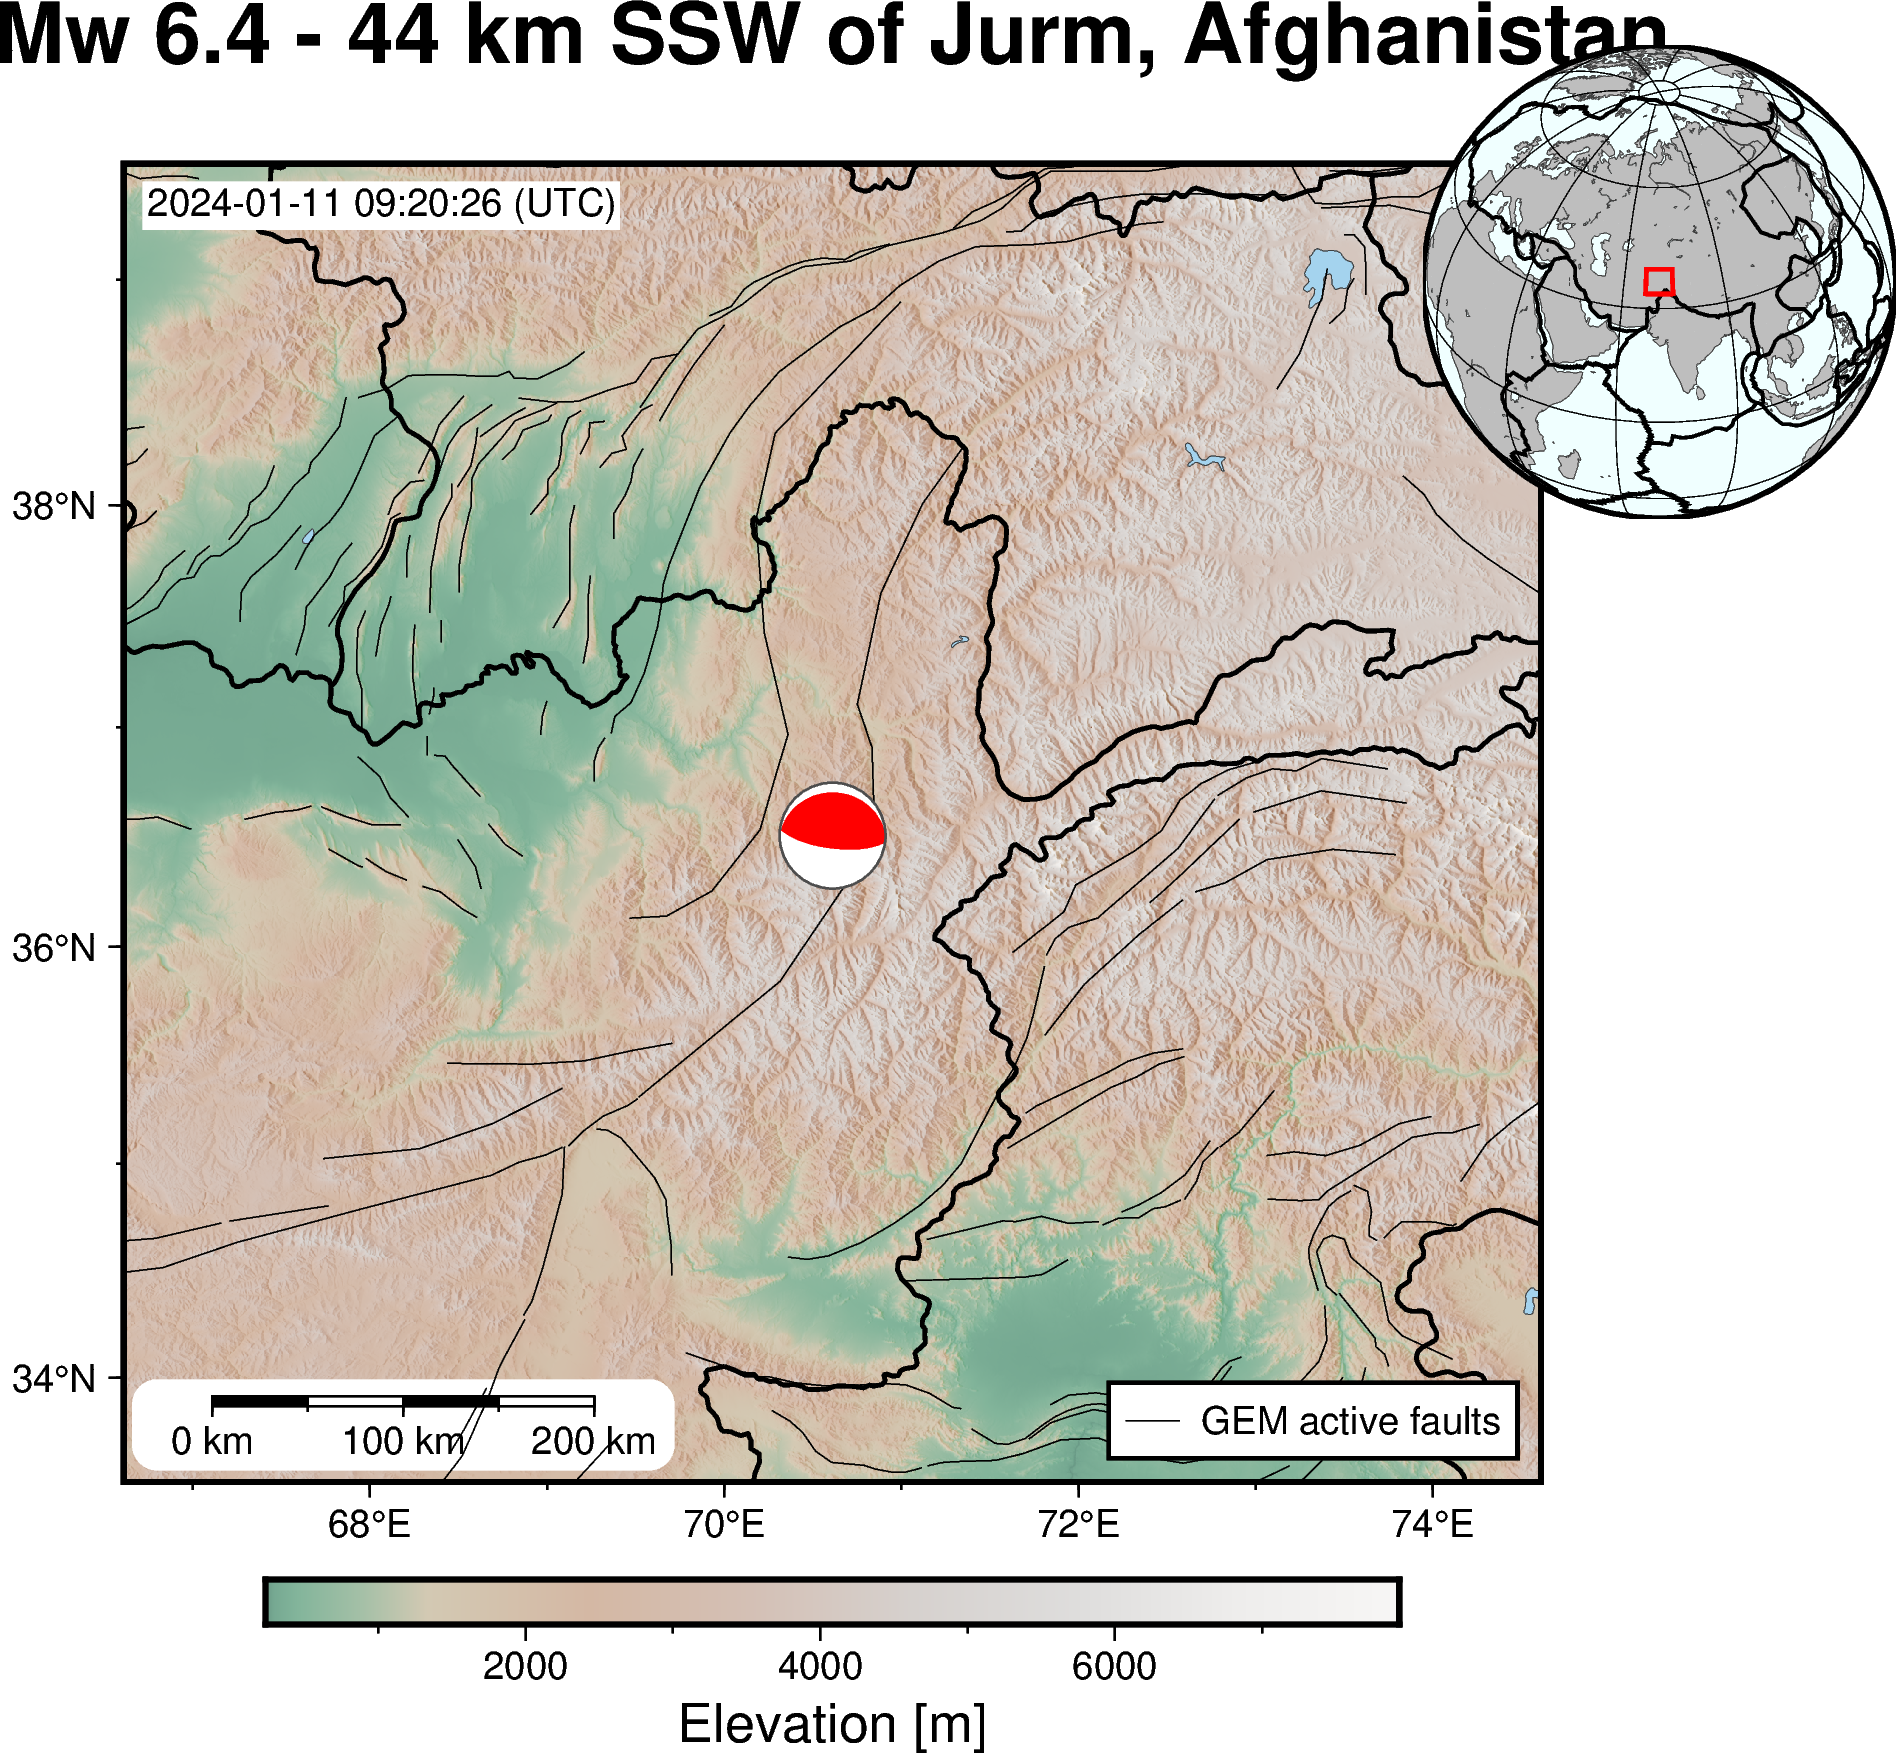 Mw 6.4 - 44 km SSW of Jurm, Afghanistan
2024-01-11 09:20:26 (UTC)
38°N
36°N
34°N
0 km 100 km 200 km
GEM active faults
68°E 70°E 72°E 74°E
2000 4000 6000
Elevation [m]